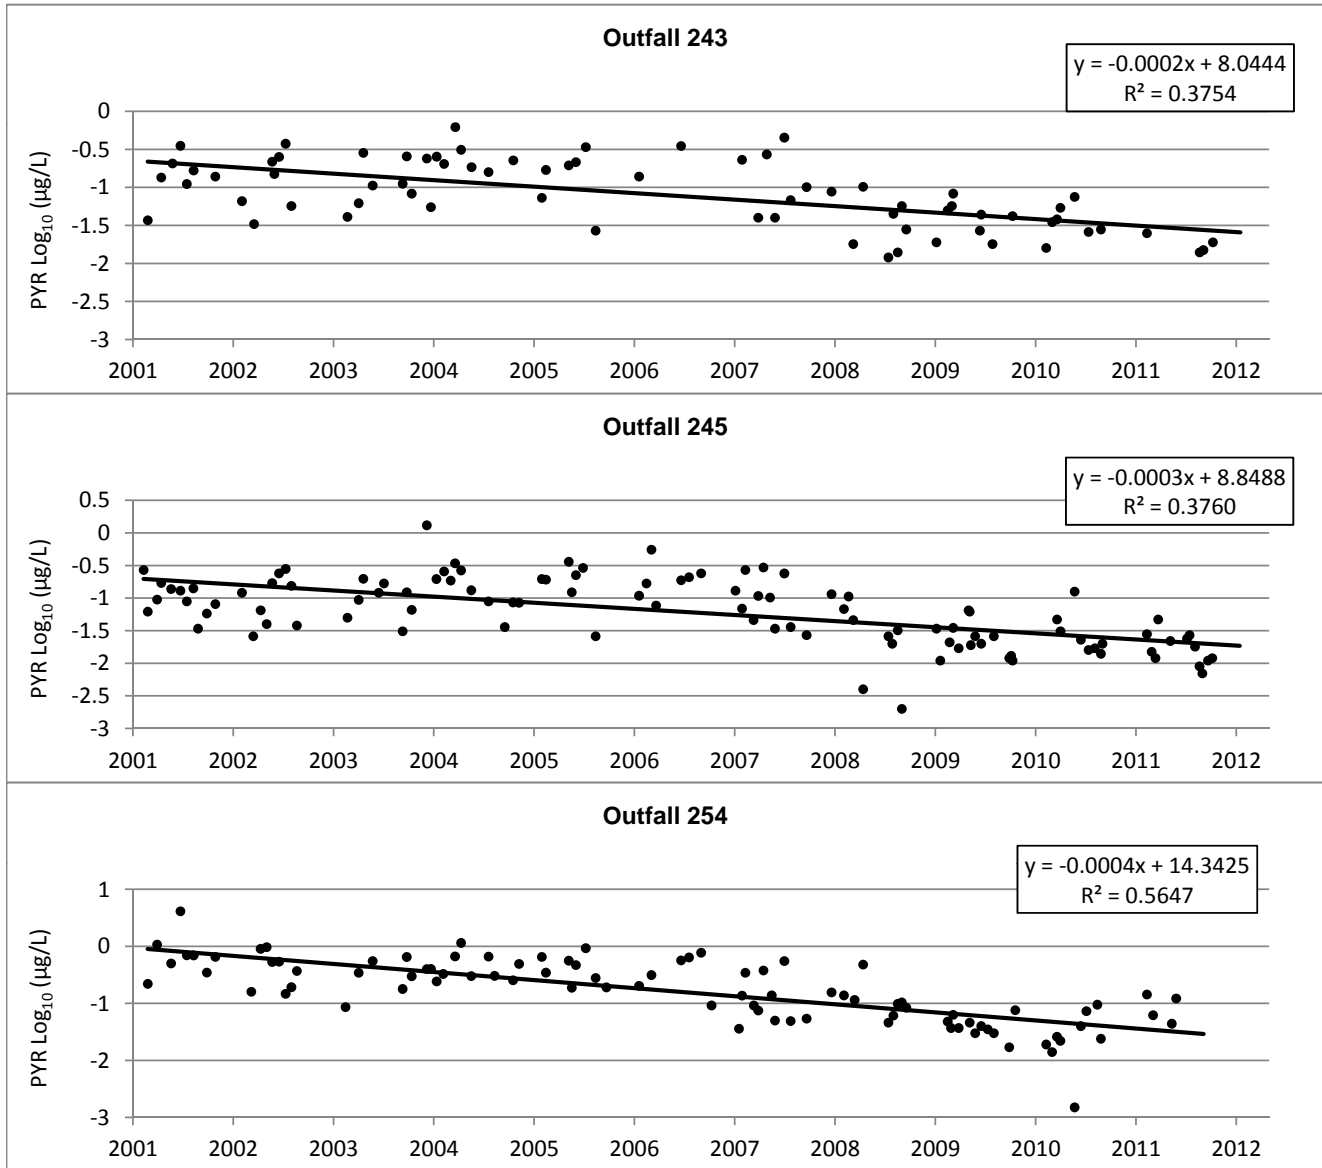 Outfall 243
y = -0.0002x + 8.0444
R² = 0.3754
PYR Log₁₀ (µg/L)
0
-0.5
-1
-1.5
-2
-2.5
-3
2001 2002 2003 2004 2005 2006 2007 2008 2009 2010 2011 2012
Outfall 245
y = -0.0003x + 8.8488
R² = 0.3760
PYR Log₁₀ (µg/L)
0.5
0
-0.5
-1
-1.5
-2
-2.5
-3
2001 2002 2003 2004 2005 2006 2007 2008 2009 2010 2011 2012
Outfall 254
y = -0.0004x + 14.3425
R² = 0.5647
PYR Log₁₀ (µg/L)
1
0
-1
-2
-3
2001 2002 2003 2004 2005 2006 2007 2008 2009 2010 2011 2012